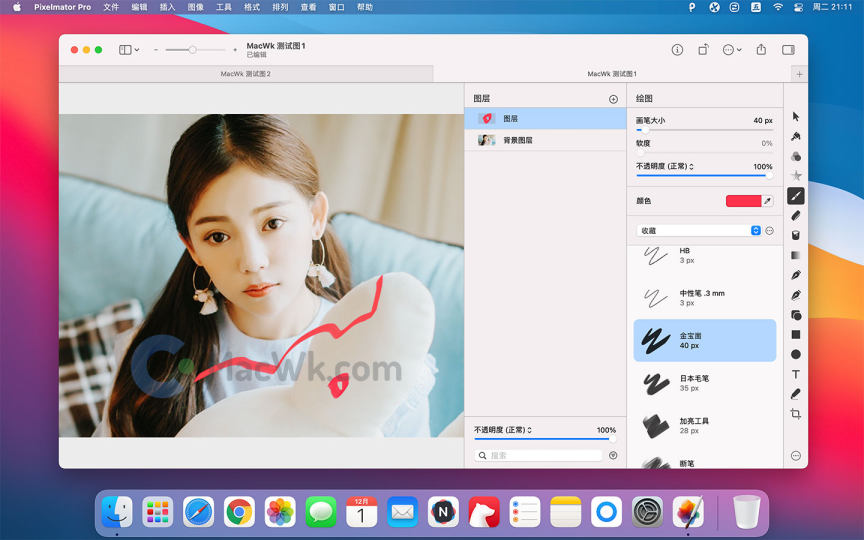 Pixelmator Pro 文件 编辑 插入 图像 工具 格式 排列 查看 窗口 帮助
周二 21:11
MacWk 测试图1
已编辑
MacWk 测试图2
MacWk 测试图1
图层
图层
背景图层
不透明度 (正常) 100%
搜索
绘图
画笔大小 40 px
软度 0%
不透明度 (正常) 100%
颜色
收藏
HB
3 px
中性笔 .3 mm
3 px
金宝面
40 px
日本毛笔
35 px
加亮工具
28 px
断笔
MacWk.com
12月
1